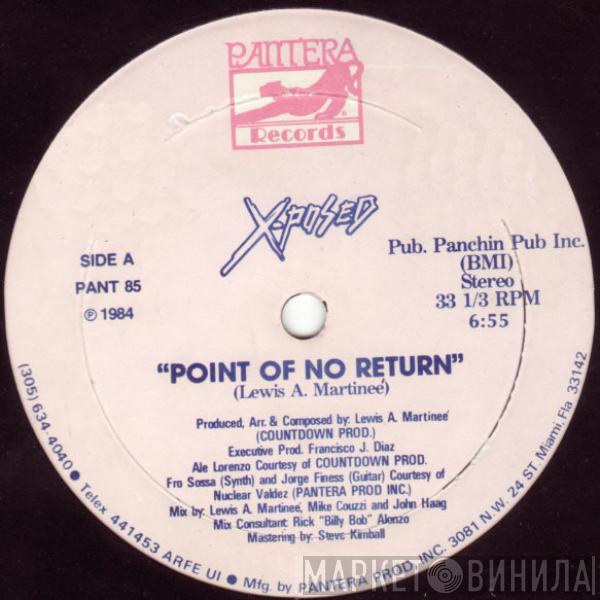 PANTERA
Records
X-POSED
SIDE A
PANT 85
℗ 1984
Pub. Panchin Pub Inc.
(BMI)
Stereo
33 1/3 RPM
6:55
“POINT OF NO RETURN”
(Lewis A. Martineé)
Produced, Arr. & Composed by: Lewis A. Martineé
(COUNTDOWN PROD.)
Executive Prod. Francisco J. Diaz
Ale Lorenzo Courtesy of COUNTDOWN PROD.
Fro Sossa (Synth) and Jorge Finess (Guitar) Courtesy of
Nuclear Valdez (PANTERA PROD INC.)
Mix by: Lewis A. Martineé, Mike Couzzi and John Haag
Mix Consultant: Rick "Billy Bob" Alonzo
Mastering by: Steve Kimball
(305) 634-4040 ● Telex 441453 ARFE UI ● Mfg. by PANTERA PROD. INC. 3081 N.W. 24 ST. Miami, Fla 33142
МАРКЕТ ВИНИЛА